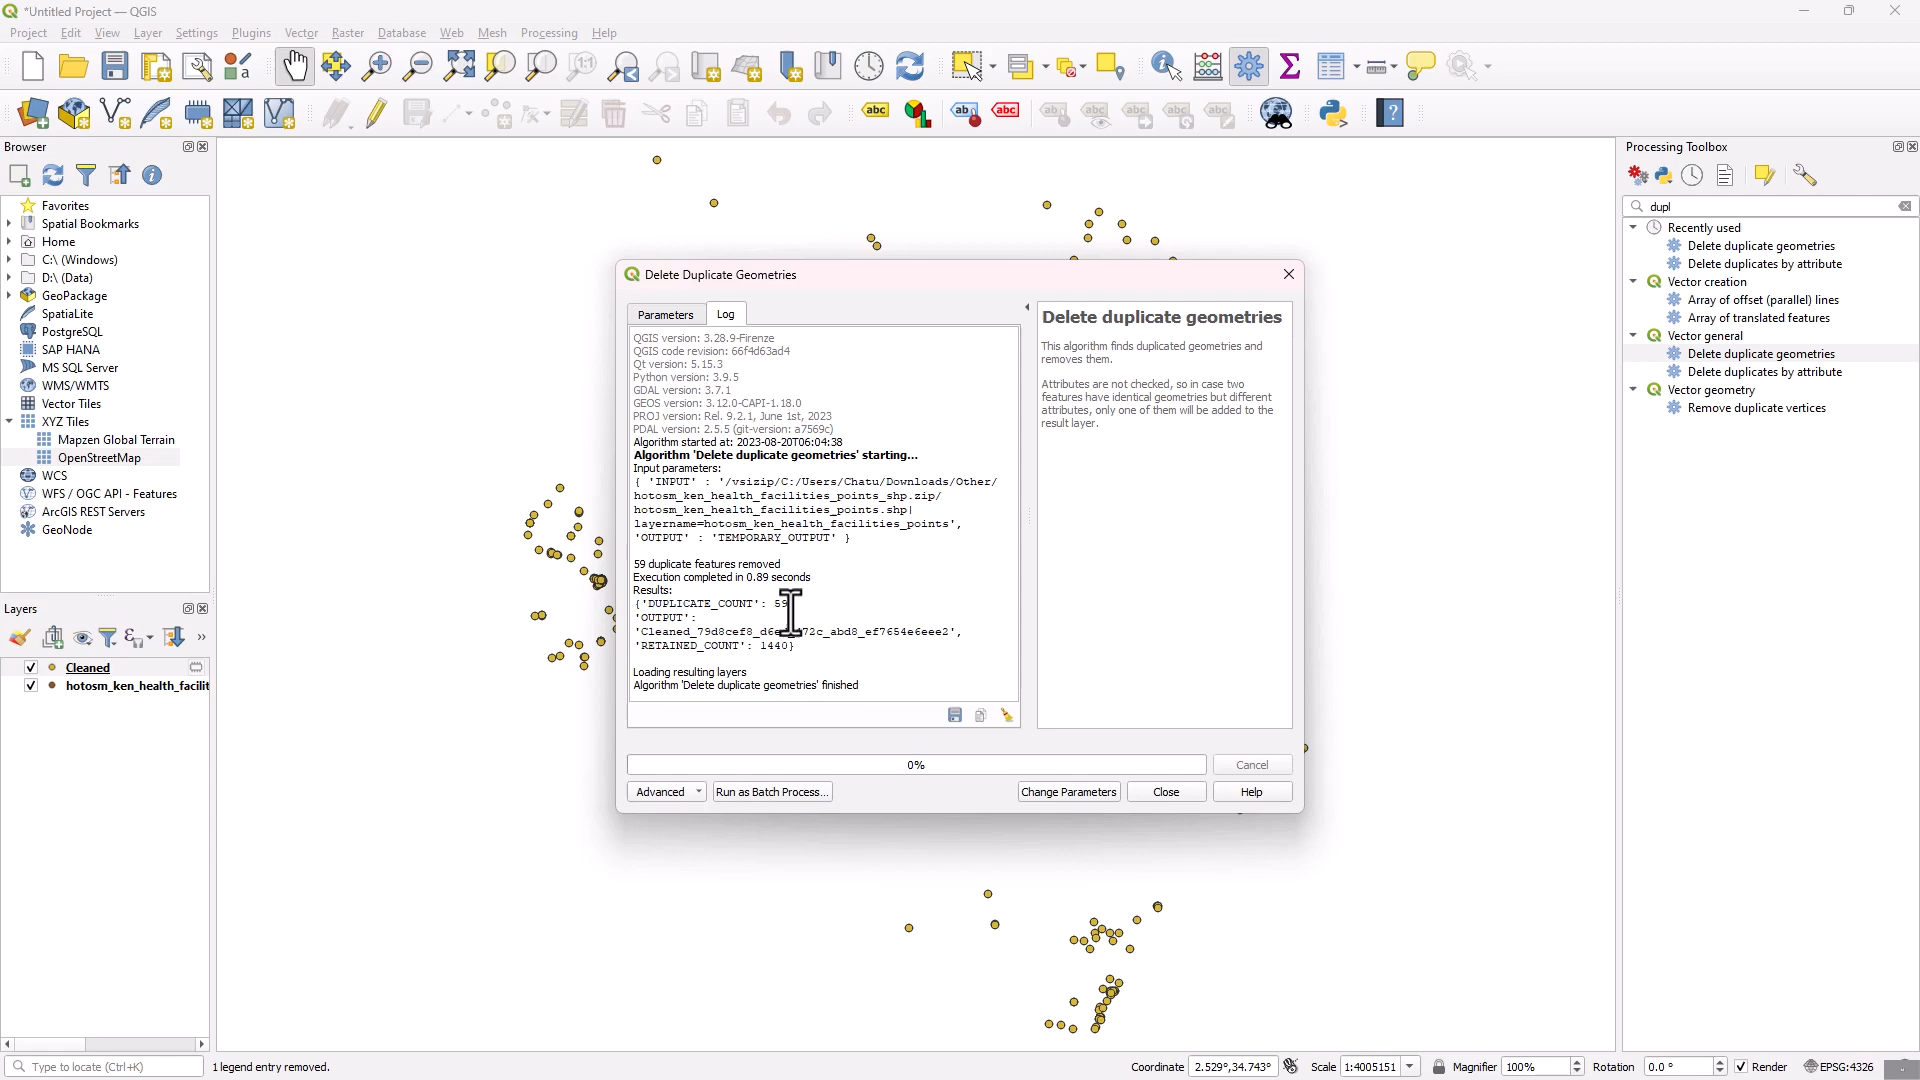 *Untitled Project — QGIS
Project Edit View Layer Settings Plugins Vector Raster Database Web Mesh Processing Help
Browser
Favorites
Spatial Bookmarks
Home
C:\ (Windows)
D:\ (Data)
GeoPackage
SpatiaLite
PostgreSQL
SAP HANA
MS SQL Server
WMS/WMTS
Vector Tiles
XYZ Tiles
Mapzen Global Terrain
OpenStreetMap
WCS
WFS / OGC API - Features
ArcGIS REST Servers
GeoNode
Layers
Cleaned
hotosm_ken_health_facilit
Delete Duplicate Geometries
Parameters Log
QGIS version: 3.28.9-Firenze
QGIS code revision: 66f4d63ad4
Qt version: 5.15.3
Python version: 3.9.5
GDAL version: 3.7.1
GEOS version: 3.12.0-CAPI-1.18.0
PROJ version: Rel. 9.2.1, June 1st, 2023
PDAL version: 2.5.5 (git-version: a7569c)
Algorithm started at: 2023-08-20T06:04:38
Algorithm 'Delete duplicate geometries' starting...
Input parameters:
{ 'INPUT' : '/vsizip/C:/Users/Chatu/Downloads/Other/
hotosm_ken_health_facilities_points_shp.zip/
hotosm_ken_health_facilities_points.shp|
layername=hotosm_ken_health_facilities_points',
'OUTPUT' : 'TEMPORARY_OUTPUT' }
59 duplicate features removed
Execution completed in 0.89 seconds
Results:
{'DUPLICATE_COUNT': 59
'OUTPUT':
'RETAINED_COUNT': 1440}
Loading resulting layers
Algorithm 'Delete duplicate geometries' finished
Delete duplicate geometries
This algorithm finds duplicated geometries and
removes them.
Attributes are not checked, so in case two
features have identical geometries but different
attributes, only one of them will be added to the
result layer.
0%
Cancel
Advanced Run as Batch Process... Change Parameters Close Help
Processing Toolbox
dupl
Recently used
Delete duplicate geometries
Delete duplicates by attribute
Vector creation
Array of offset (parallel) lines
Array of translated features
Vector general
Delete duplicate geometries
Delete duplicates by attribute
Vector geometry
Remove duplicate vertices
Type to locate (Ctrl+K) 1 legend entry removed. Coordinate 2.529°,34.743° Scale 1:4005151 Magnifier 100% Rotation 0.0 ° Render EPSG:4326